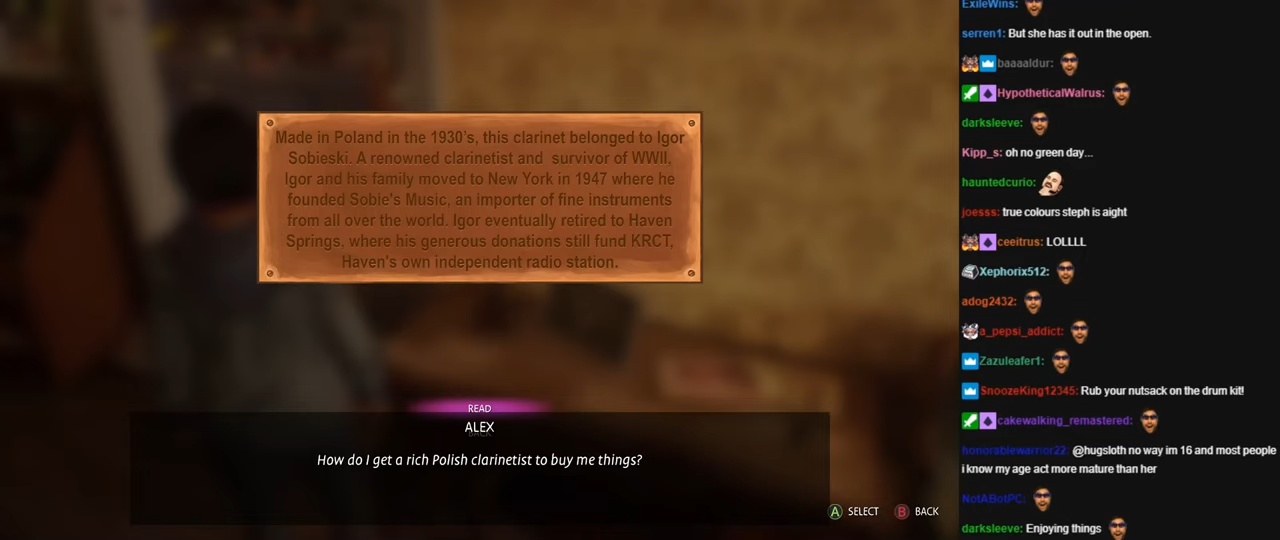 Made in Poland in the 1930's, this clarinet belonged to Igor
Sobieski. A renowned clarinetist and survivor of WWII,
Igor and his family moved to New York in 1947 where he
founded Sobie's Music, an importer of fine instruments
from all over the world. Igor eventually retired to Haven
Springs, where his generous donations still fund KRCT,
Haven's own independent radio station.
READ
ALEX
BACK
How do I get a rich Polish clarinetist to buy me things?
A SELECT B BACK
ExileWins:
serren1: But she has it out in the open.
baaaaldur:
HypotheticalWalrus:
darksleeve:
Kipp_s: oh no green day...
hauntedcurio:
joesss: true colours steph is aight
ceeitrus: LOLLLL
Xephorix512:
adog2432:
a_pepsi_addict:
Zazuleafer1:
SnoozeKing12345: Rub your nutsack on the drum kit!
cakewalking_remastered:
honorablewarrior22: @hugsloth no way im 16 and most people
i know my age act more mature than her
NotABotPC:
darksleeve: Enjoying things